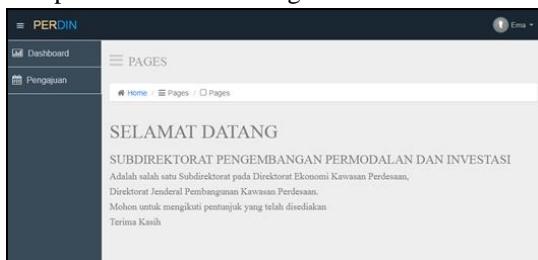 PERDIN
Ema
Dashboard
Pengajuan
PAGES
Home / Pages / Pages
SELAMAT DATANG
SUBDIREKTORAT PENGEMBANGAN PERMODALAN DAN INVESTASI
Adalah salah satu Subdirektorat pada Direktorat Ekonomi Kawasan Perdesaan,
Direktorat Jenderal Pembangunan Kawasan Perdesaan.
Mohon untuk mengikuti pentunjuk yang telah disediakan
Terima Kasih